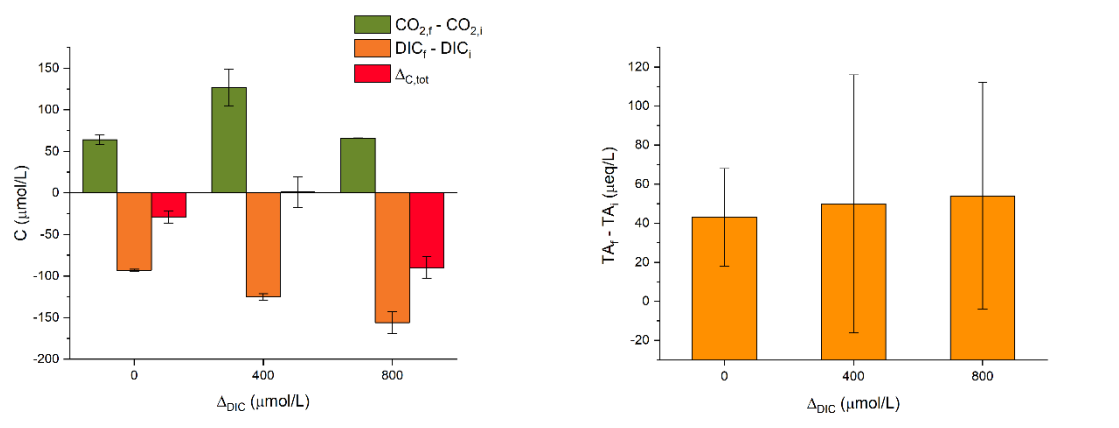 CO2,f - CO2,i
DICf - DICi
ΔC,tot
150
100
50
0
-50
-100
-150
-200
C (μmol/L)
0 400 800
ΔDIC (μmol/L)
120
100
80
60
40
20
0
-20
TAf - TAi (μeq/L)
0 400 800
ΔDIC (μmol/L)